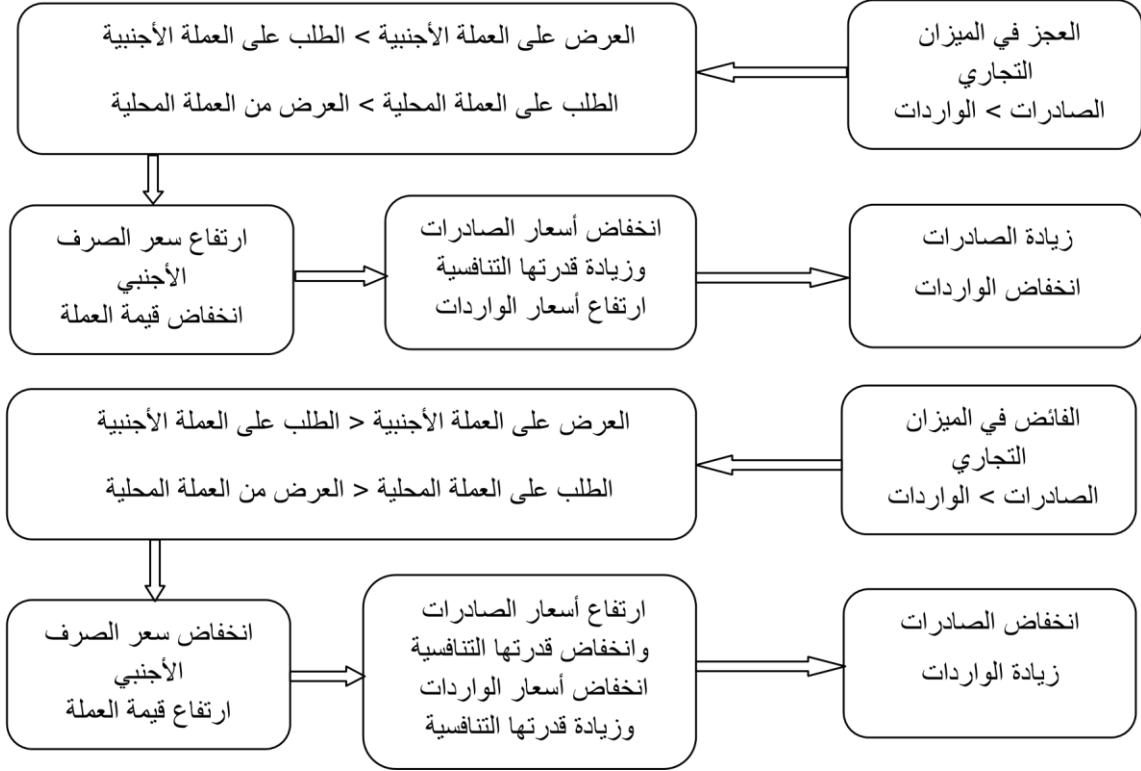 العجز في الميزان
التجاري
الصادرات < الواردات
العرض على العملة الأجنبية < الطلب على العملة الأجنبية
الطلب على العملة المحلية < العرض من العملة المحلية
ارتفاع سعر الصرف
الأجنبي
انخفاض قيمة العملة
انخفاض أسعار الصادرات
وزيادة قدرتها التنافسية
ارتفاع أسعار الواردات
زيادة الصادرات
انخفاض الواردات
الفائض في الميزان
التجاري
الصادرات < الواردات
العرض على العملة الأجنبية > الطلب على العملة الأجنبية
الطلب على العملة المحلية > العرض من العملة المحلية
انخفاض سعر الصرف
الأجنبي
ارتفاع قيمة العملة
ارتفاع أسعار الصادرات
وانخفاض قدرتها التنافسية
انخفاض أسعار الواردات
وزيادة قدرتها التنافسية
انخفاض الصادرات
زيادة الواردات